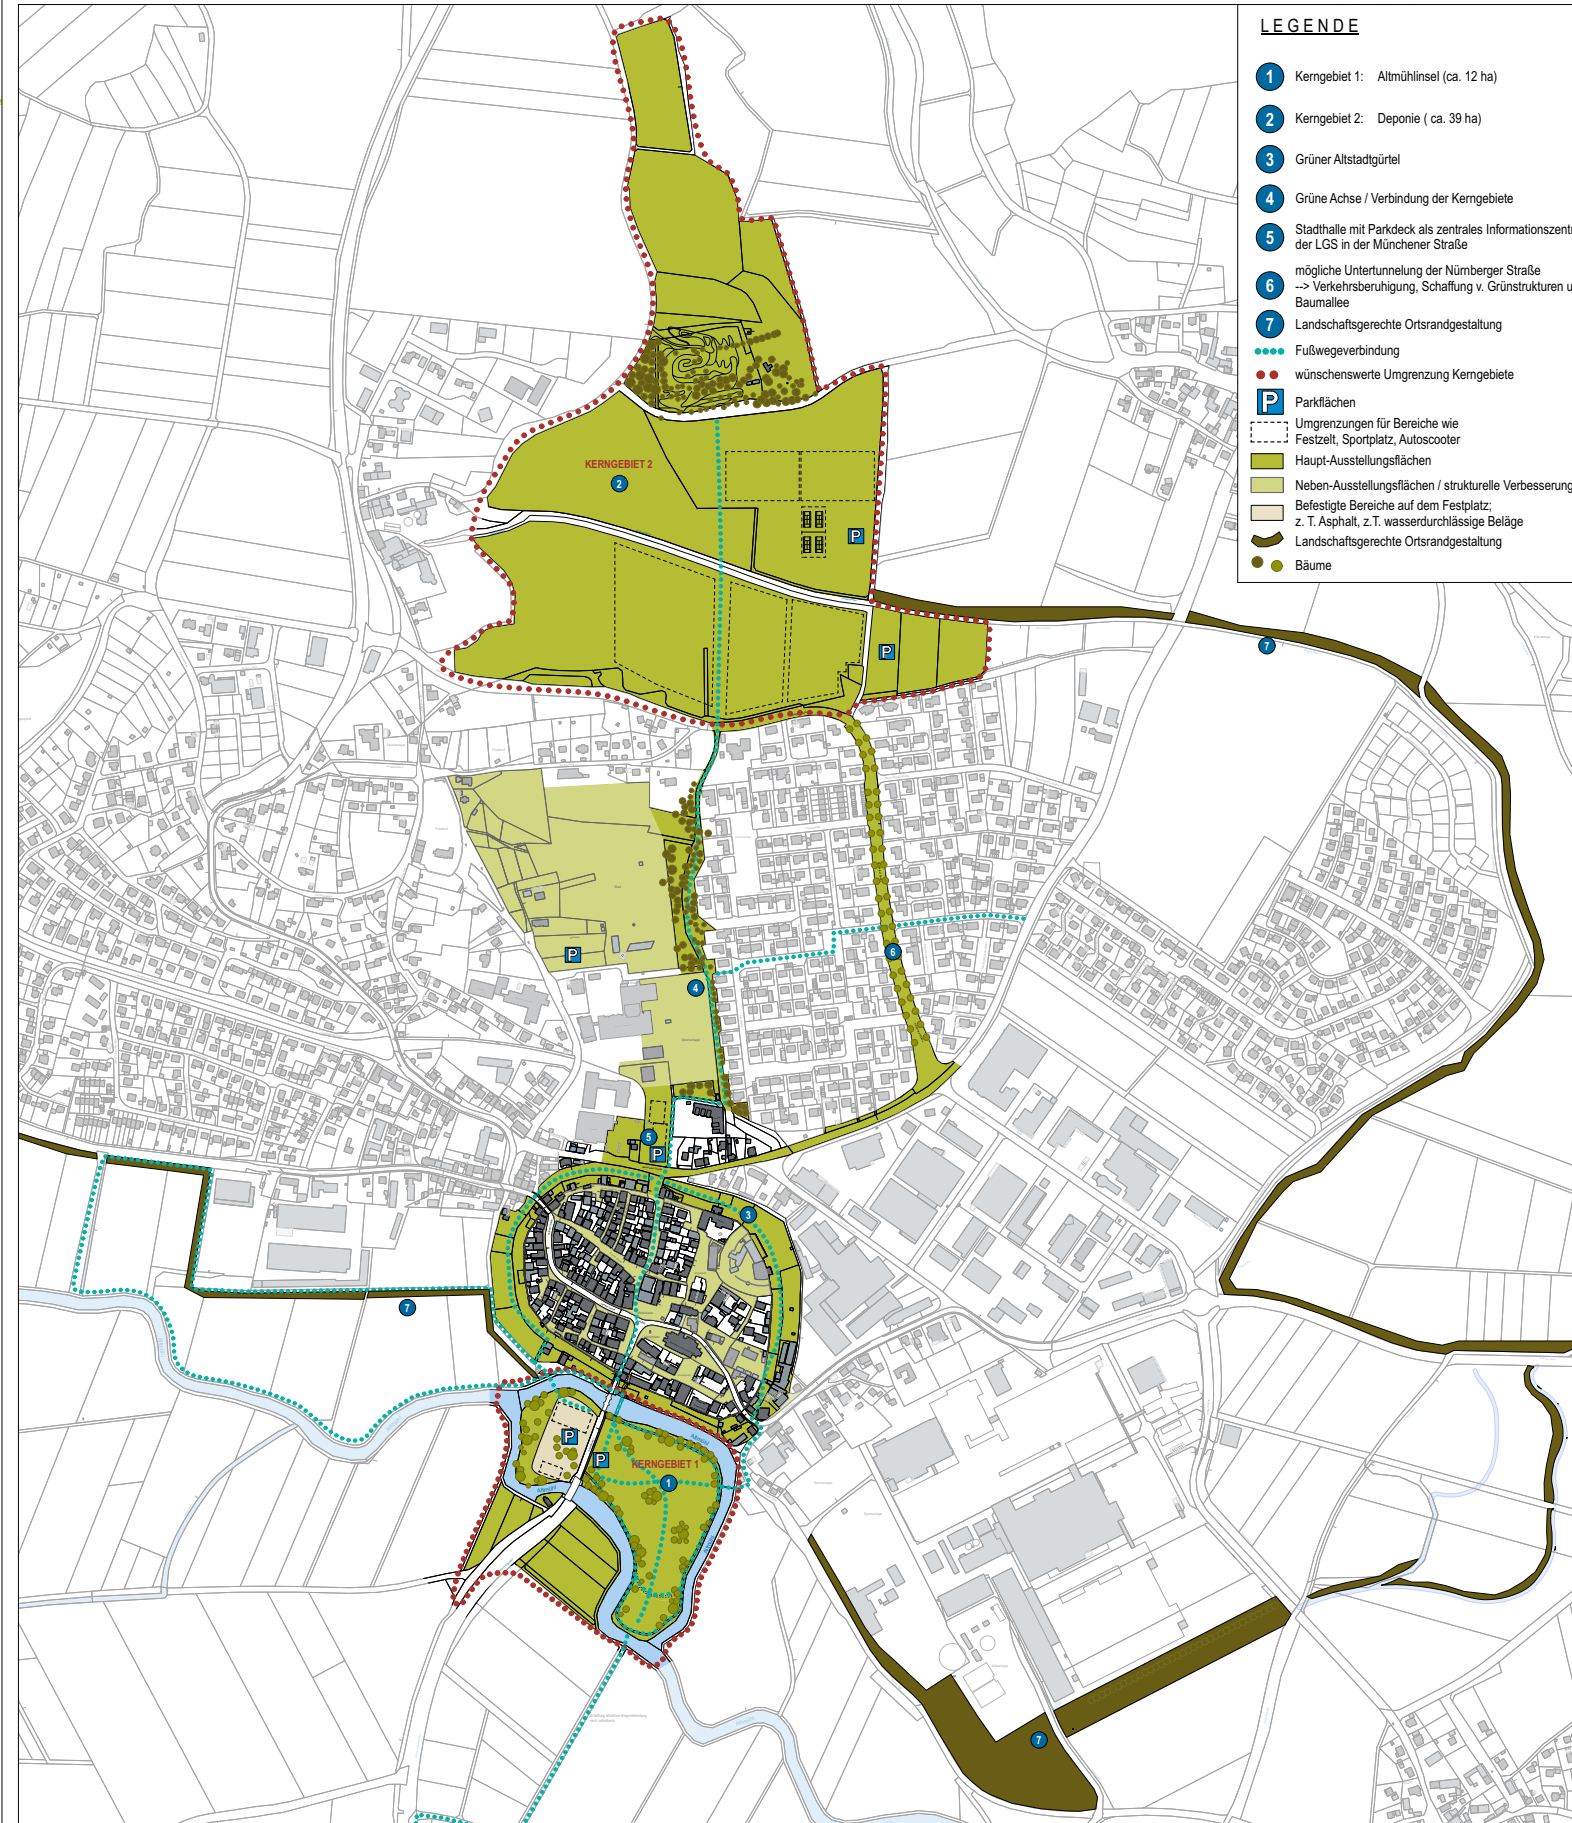 LEGENDE
1 Kerngebiet 1: Altmühlinsel (ca. 12 ha)
2 Kerngebiet 2: Deponie ( ca. 39 ha)
3 Grüner Altstadtgürtel
4 Grüne Achse / Verbindung der Kerngebiete
5 Stadthalle mit Parkdeck als zentrales Informationszentr
der LGS in der Münchener Straße
6 mögliche Untertunnelung der Nürnberger Straße
--> Verkehrsberuhigung, Schaffung v. Grünstrukturen u
Baumallee
7 Landschaftsgerechte Ortsrandgestaltung
Fußwegeverbindung
wünschenswerte Umgrenzung Kerngebiete
P Parkflächen
Umgrenzungen für Bereiche wie
Festzelt, Sportplatz, Autoscooter
Haupt-Ausstellungsflächen
Neben-Ausstellungsflächen / strukturelle Verbesserung
Befestigte Bereiche auf dem Festplatz;
z. T. Asphalt, z.T. wasserdurchlässige Beläge
Landschaftsgerechte Ortsrandgestaltung
Bäume
KERNGEBIET 2
2
P
P
7
P
6
4
5
P
3
7
P
Altmühl
P
KERNGEBIET 1
1
Altmühl
Altmühl
7